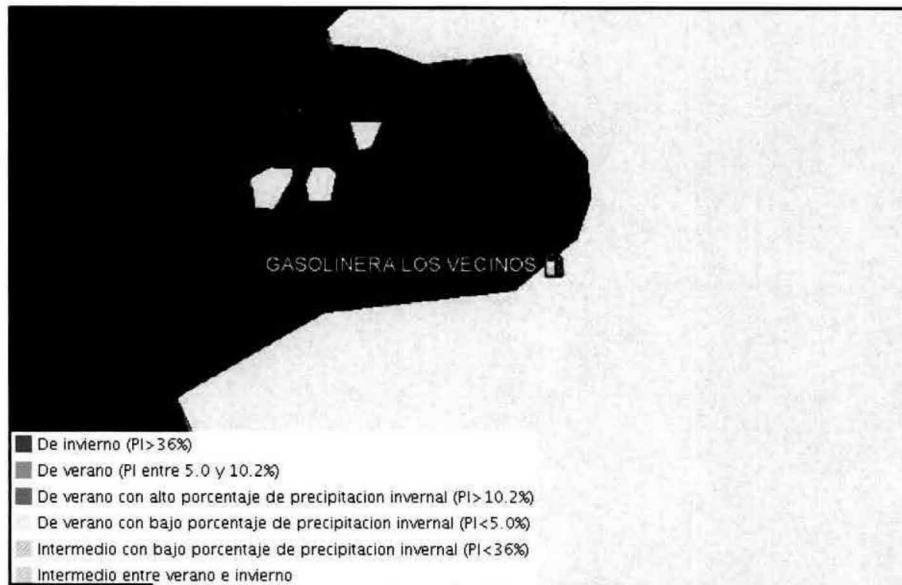 GASOLINERA LOS VECINOS
De invierno (PI>36%)
De verano (PI entre 5.0 y 10.2%)
De verano con alto porcentaje de precipitacion invernal (PI>10.2%)
De verano con bajo porcentaje de precipitacion invernal (PI<5.0%)
Intermedio con bajo porcentaje de precipitacion invernal (PI<36%)
Intermedio entre verano e invierno